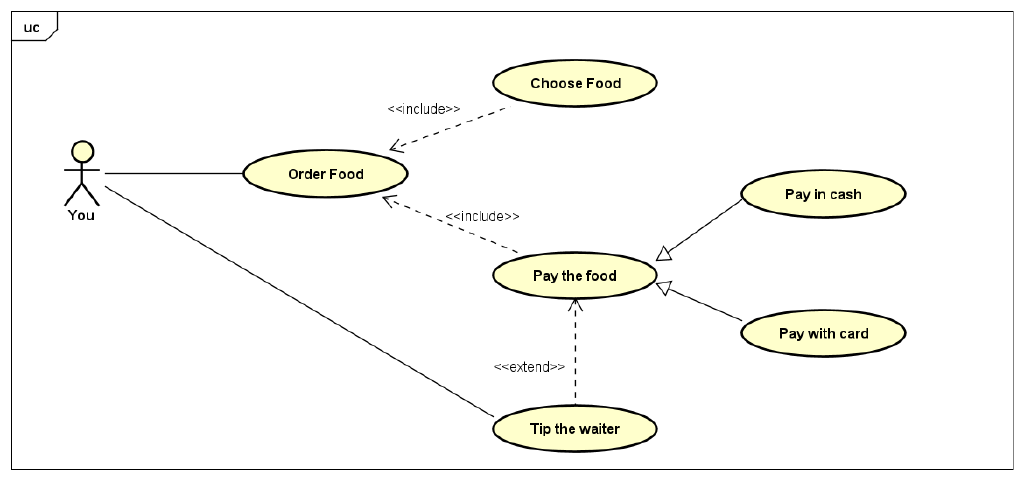 uc
Choose Food
<<include>>
Order Food
You
Pay in cash
<<include>>
Pay the food
Pay with card
<<extend>>
Tip the waiter